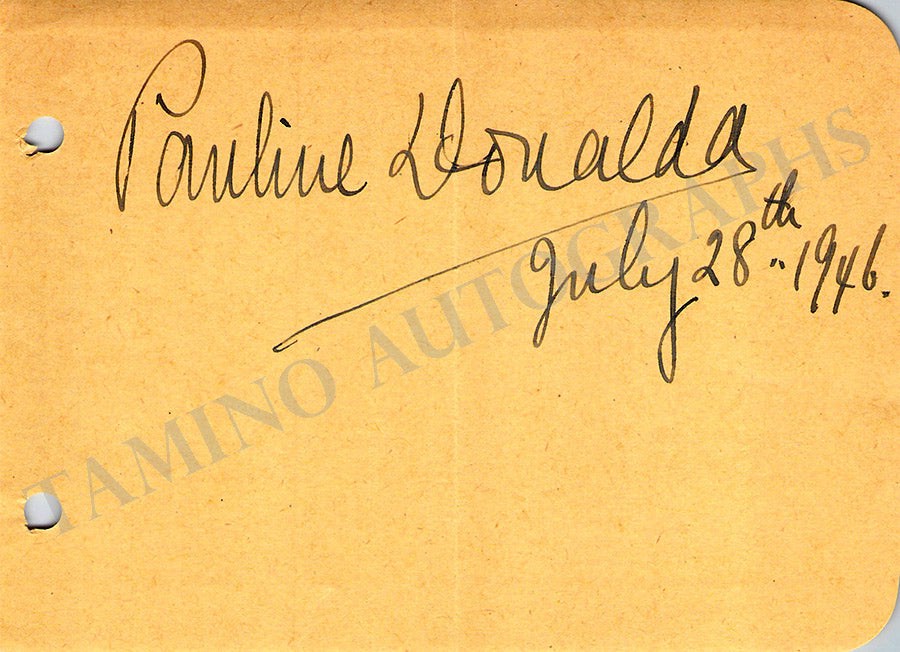 Pauline Donalda
July 28th 1946.
TAMINO AUTOGRAPHS